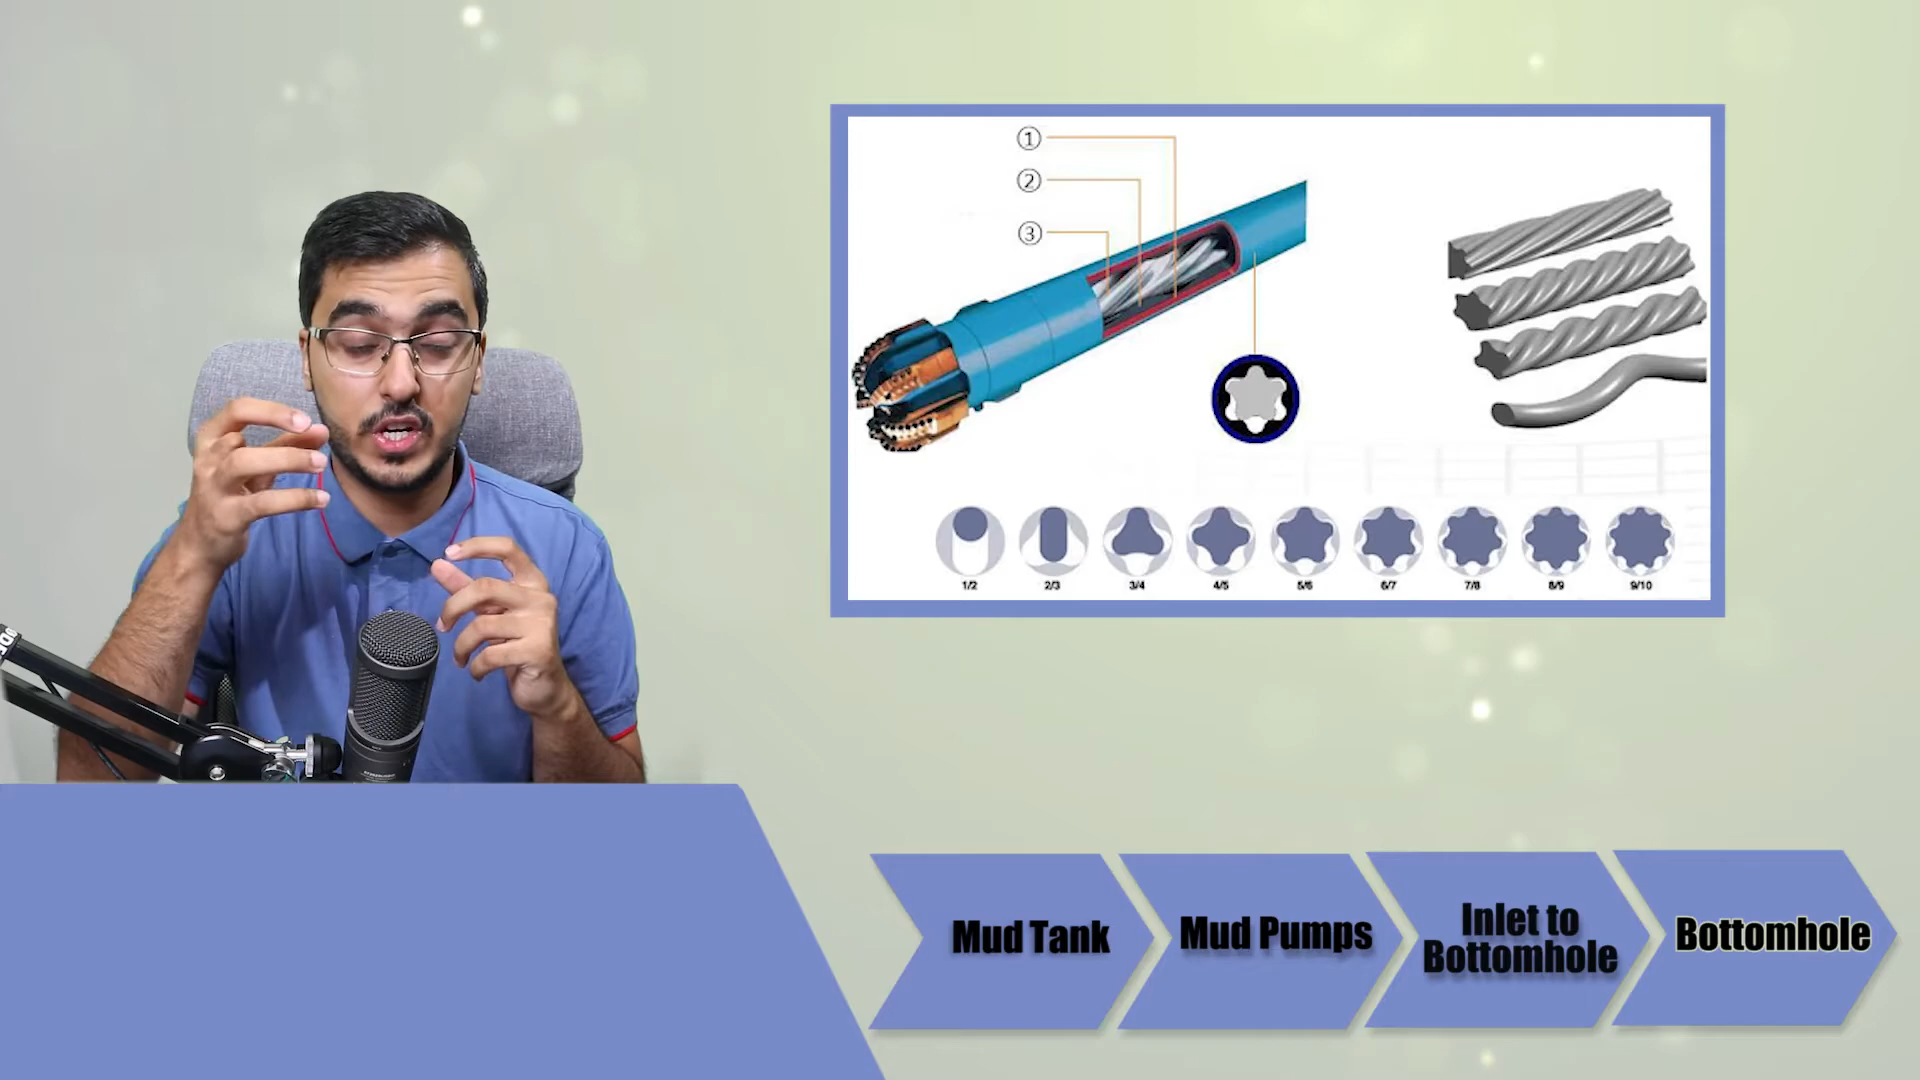 ①
②
③
1/2 2/3 3/4 4/5 5/6 6/7 7/8 8/9 9/10
Mud Tank
Mud Pumps
Inlet to
Bottomhole
Bottomhole